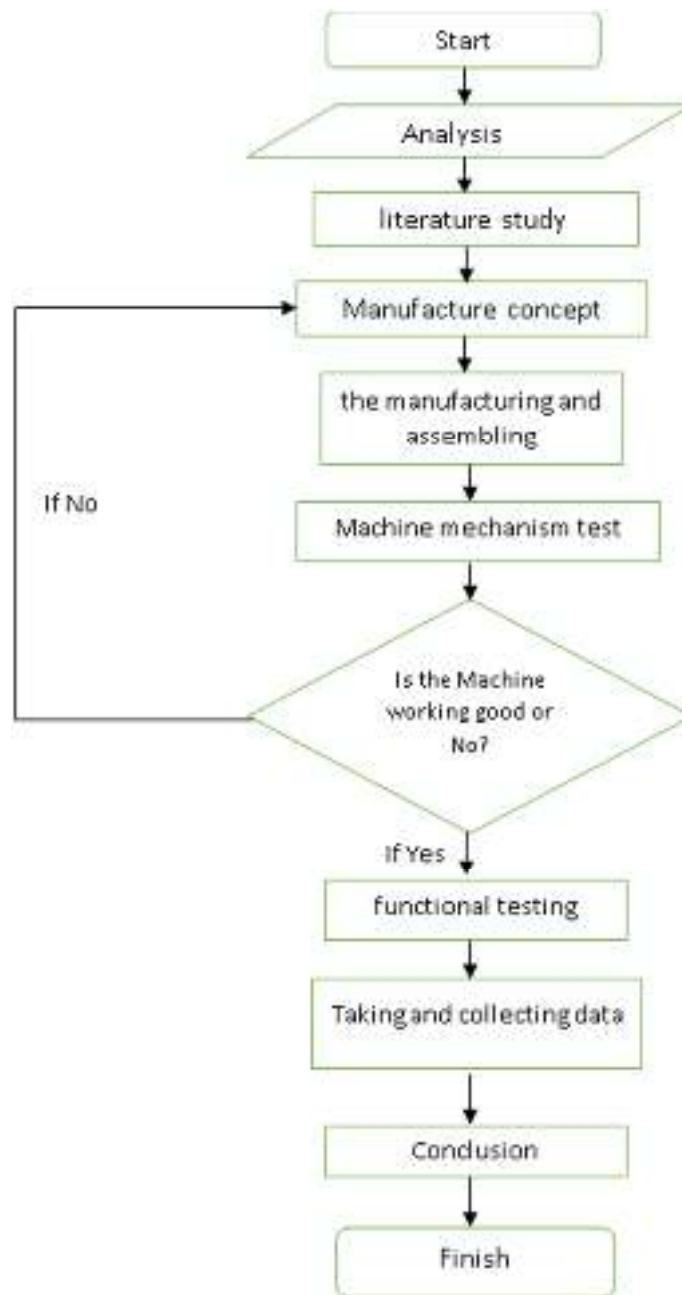 Start
Analysis
literature study
Manufacture concept
the manufacturing and
assembling
If No
Machine mechanism test
Is the Machine
working good or
No?
If Yes
functional testing
Taking and collecting data
Conclusion
Finish